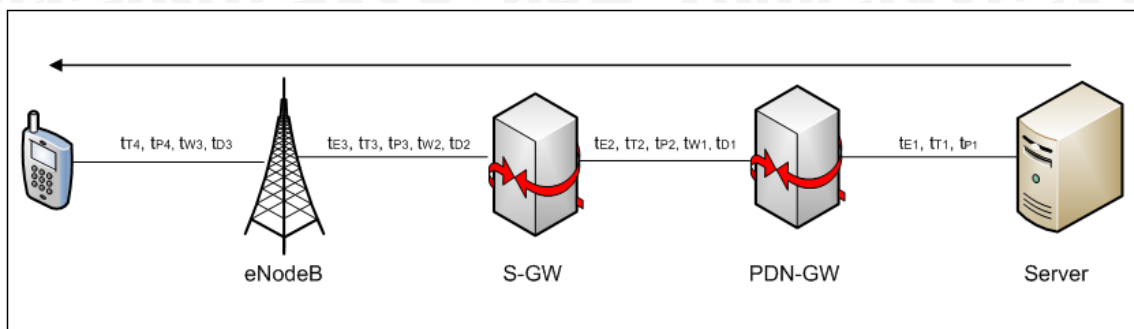 tT4, tP4, tW3, tD3
tE3, tT3, tP3, tW2, tD2
tE2, tT2, tP2, tW1, tD1
tE1, tT1, tP1
eNodeB
S-GW
PDN-GW
Server